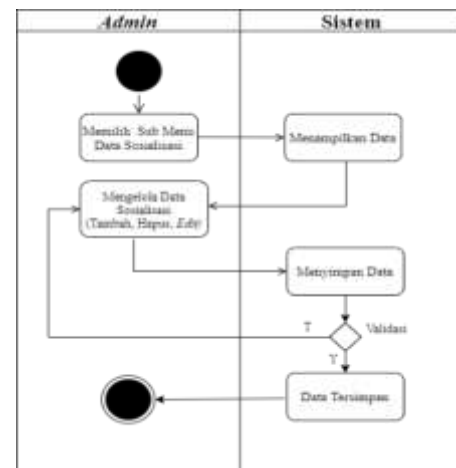 Admin
Sistem
Memilih Sub Menu
Data Sosialisasi
Menampilkan Data
Mengelola Data
Sosialisasi
(Tambah, Hapus, Edit)
Menyimpan Data
T
Validasi
Y
Data Tersimpan